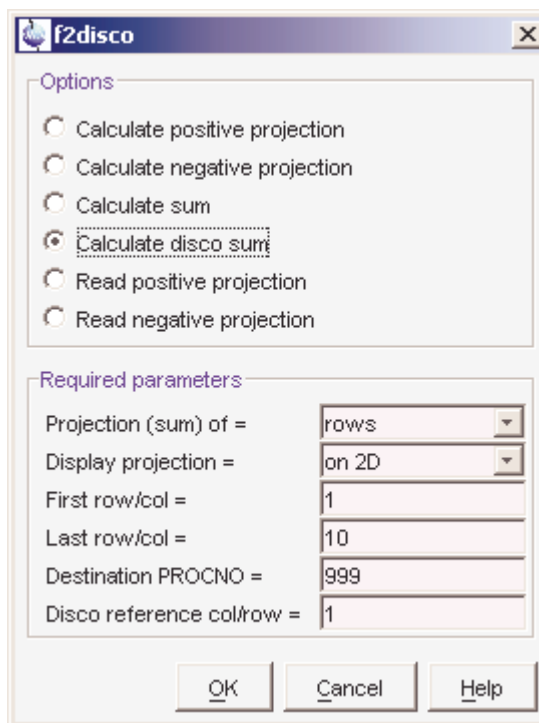 f2disco
Options
Calculate positive projection
Calculate negative projection
Calculate sum
Calculate disco sum
Read positive projection
Read negative projection
Required parameters
Projection (sum) of = rows
Display projection = on 2D
First row/col = 1
Last row/col = 10
Destination PROCNO = 999
Disco reference col/row = 1
OK Cancel Help